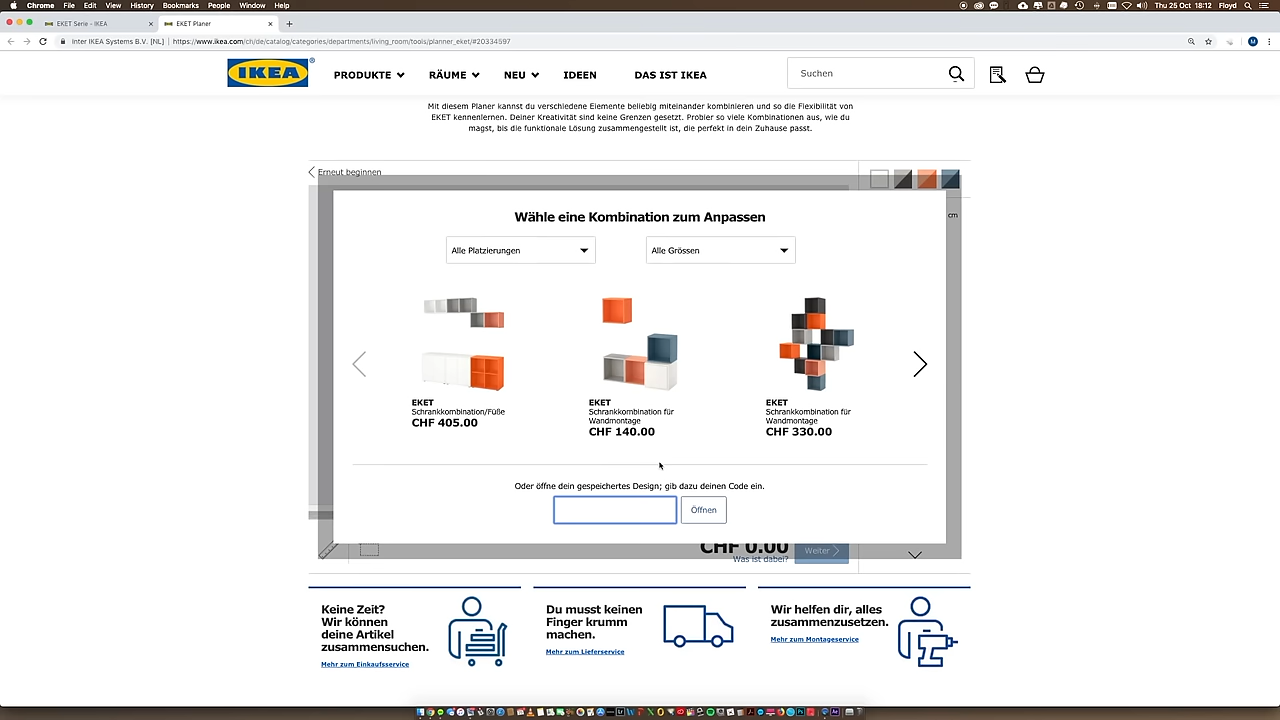 Chrome File Edit View History Bookmarks People Window Help
Thu 25 Oct 18:12 Floyd
EKET Serie - IKEA
EKET Planer
Inter IKEA Systems B.V. [NL] | https://www.ikea.com/ch/de/catalog/categories/departments/living_room/tools/planner_eket/#20334597
IKEA
PRODUKTE
RÄUME
NEU
IDEEN
DAS IST IKEA
Suchen
Mit diesem Planer kannst du verschiedene Elemente beliebig miteinander kombinieren und so die Flexibilität von
EKET kennenlernen. Deiner Kreativität sind keine Grenzen gesetzt. Probier so viele Kombinationen aus, wie du
magst, bis die funktionale Lösung zusammengestellt ist, die perfekt in dein Zuhause passt.
Erneut beginnen
cm
Wähle eine Kombination zum Anpassen
Alle Platzierungen
Alle Grössen
EKET
Schrankkombination/Füße
CHF 405.00
EKET
Schrankkombination für
Wandmontage
CHF 140.00
EKET
Schrankkombination für
Wandmontage
CHF 330.00
Oder öffne dein gespeichertes Design; gib dazu deinen Code ein.
Öffnen
CHF 0.00
Was ist dabei?
Weiter
Keine Zeit?
Wir können
deine Artikel
zusammensuchen.
Mehr zum Einkaufsservice
Du musst keinen
Finger krumm
machen.
Mehr zum Lieferservice
Wir helfen dir, alles
zusammenzusetzen.
Mehr zum Montageservice